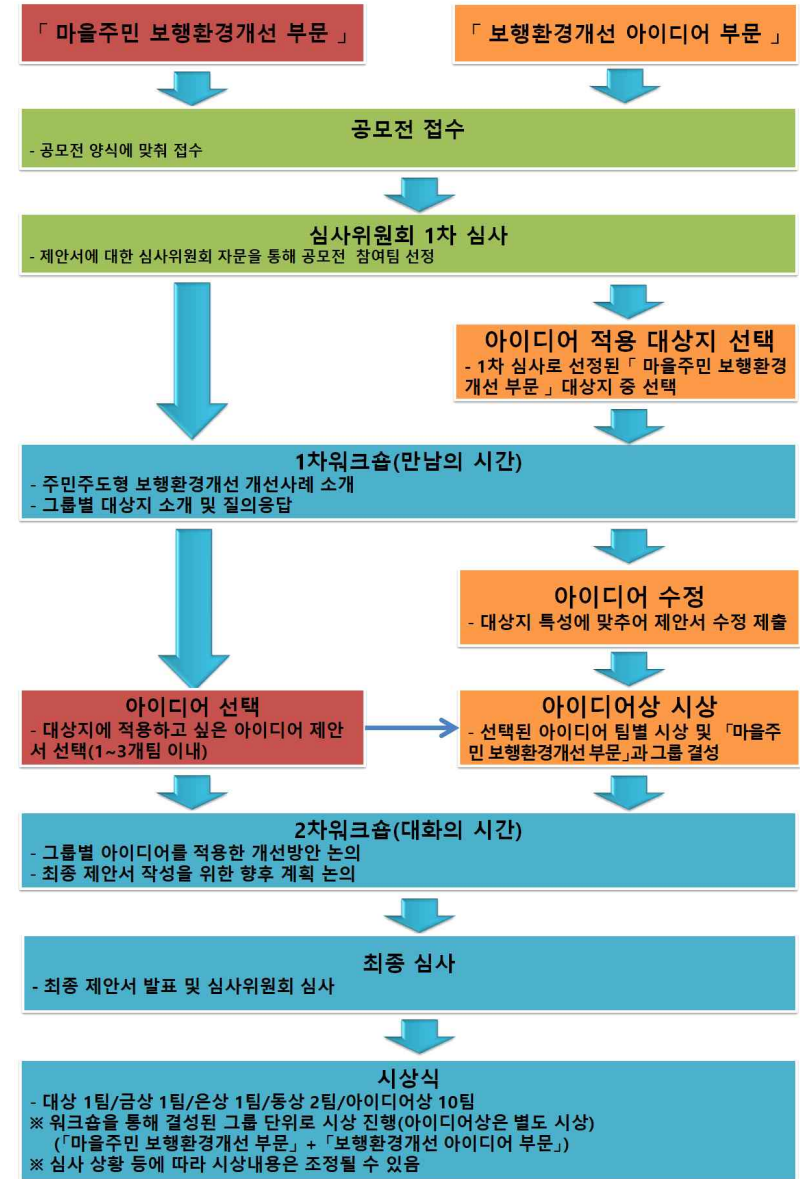 「 마을주민 보행환경개선 부문 」
「 보행환경개선 아이디어 부문 」
공모전 접수
- 공모전 양식에 맞춰 접수
심사위원회 1차 심사
- 제안서에 대한 심사위원회 자문을 통해 공모전 참여팀 선정
아이디어 적용 대상지 선택
- 1차 심사로 선정된「 마을주민 보행환경
개선 부문 」대상지 중 선택
1차워크숍(만남의 시간)
- 주민주도형 보행환경개선 개선사례 소개
- 그룹별 대상지 소개 및 질의응답
아이디어 수정
- 대상지 특성에 맞추어 제안서 수정 제출
아이디어 선택
- 대상지에 적용하고 싶은 아이디어 제안
서 선택(1~3개팀 이내)
아이디어상 시상
- 선택된 아이디어 팀별 시상 및 「마을주
민 보행환경개선 부문」과 그룹 결성
2차워크숍(대화의 시간)
- 그룹별 아이디어를 적용한 개선방안 논의
- 최종 제안서 작성을 위한 향후 계획 논의
최종 심사
- 최종 제안서 발표 및 심사위원회 심사
시상식
- 대상 1팀/금상 1팀/은상 1팀/동상 2팀/아이디어상 10팀
※ 워크숍을 통해 결성된 그룹 단위로 시상 진행(아이디어상은 별도 시상)
(「마을주민 보행환경개선 부문」 + 「보행환경개선 아이디어 부문」)
※ 심사 상황 등에 따라 시상내용은 조정될 수 있음